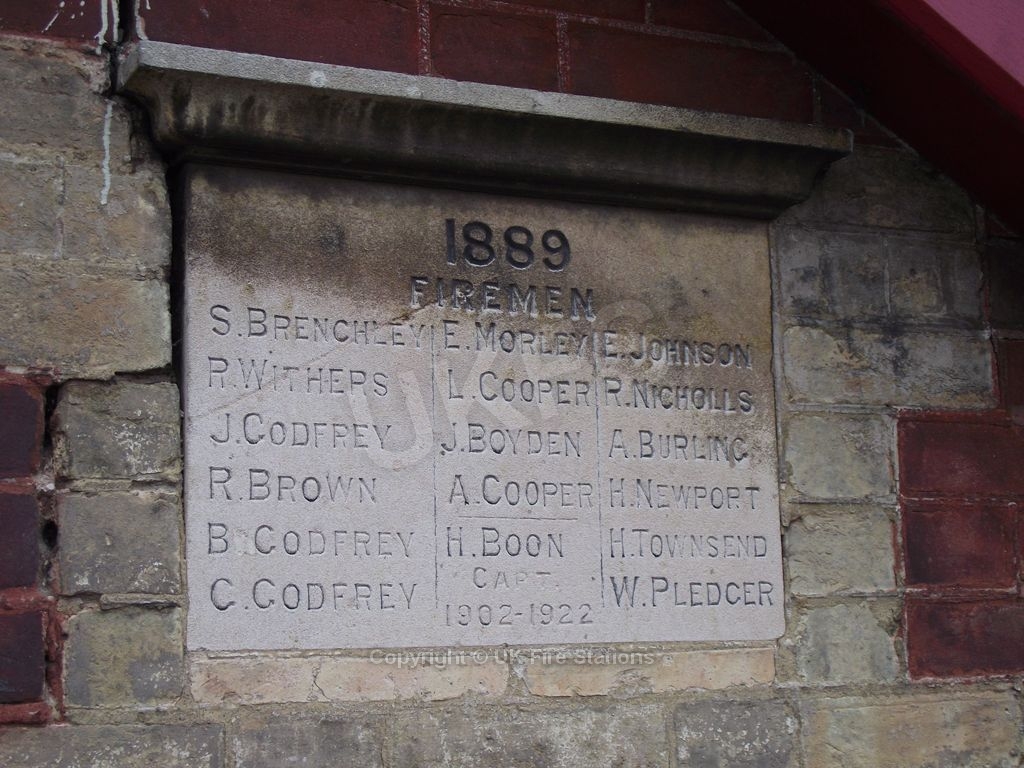 1889
FIREMEN
S. BRENCHLEY E. MORLEY E. JOHNSON
R. WITHERS L. COOPER R. NICHOLLS
J. GODFREY J. BOYDEN A. BURLING
R. BROWN A. COOPER H. NEWPORT
B. GODFREY H. BOON H. TOWNSEND
C. GODFREY CAPT. W. PLEDGER
1902-1922
Copyright © UK Fire Stations